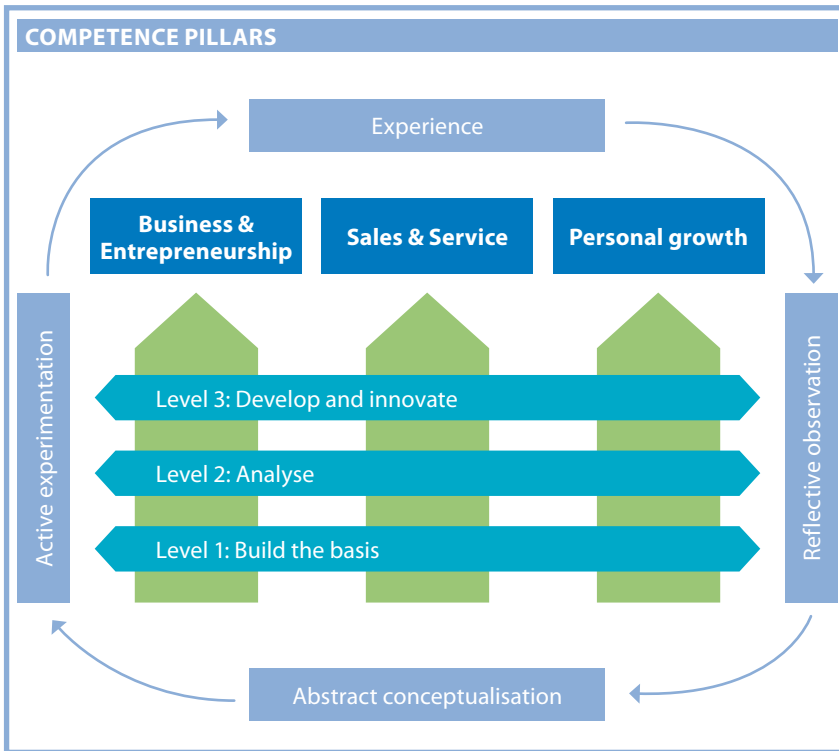 COMPETENCE PILLARS
Experience
Business &
Entrepreneurship
Sales & Service
Personal growth
Active experimentation
Reflective observation
Level 3: Develop and innovate
Level 2: Analyse
Level 1: Build the basis
Abstract conceptualisation